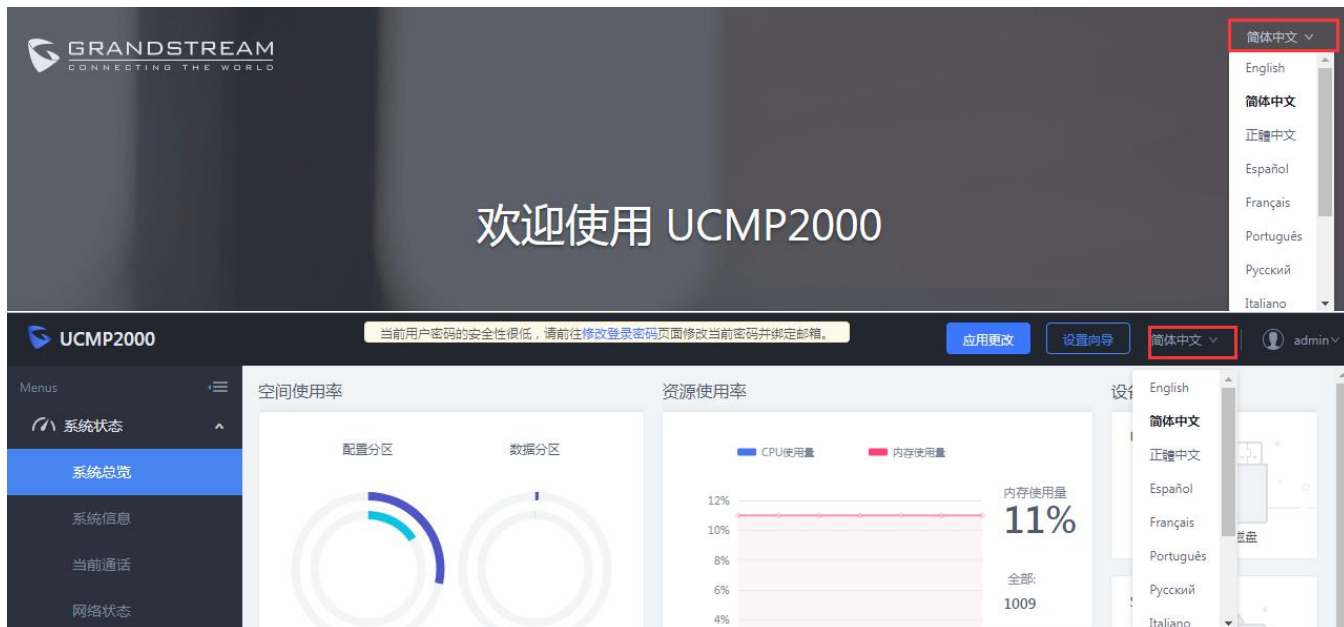 GRANDSTREAM
CONNECTING THE WORLD
简体中文
English
简体中文
正體中文
Español
Français
Português
Русский
Italiano
欢迎使用 UCMP2000
UCMP2000
当前用户密码的安全性很低，请前往修改登录密码页面修改当前密码并绑定邮箱。
应用更改
设置向导
简体中文
admin
Menus
系统状态
系统总览
系统信息
当前通话
网络状态
空间使用率
配置分区
数据分区
资源使用率
CPU使用量
内存使用量
12%
10%
8%
6%
4%
内存使用量
11%
全部:
1009
设
English
简体中文
正體中文
Español
Français
Português
Русский
Italiano
盘